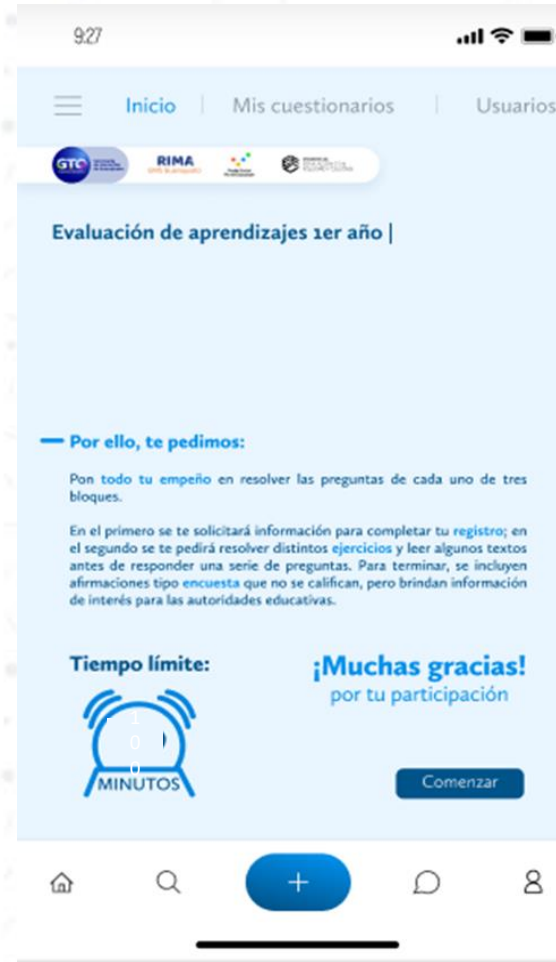 9:27
Inicio | Mis cuestionarios | Usuarios
GTO
RIMA
Evaluación de aprendizajes 1er año |
Por ello, te pedimos:
Pon todo tu empeño en resolver las preguntas de cada uno de tres
bloques.
En el primero se te solicitará información para completar tu registro; en
el segundo se te pedirá resolver distintos ejercicios y leer algunos textos
antes de responder una serie de preguntas. Para terminar, se incluyen
afirmaciones tipo encuesta que no se califican, pero brindan información
de interés para las autoridades educativas.
Tiempo límite:
1
0
0
MINUTOS
¡Muchas gracias!
por tu participación
Comenzar